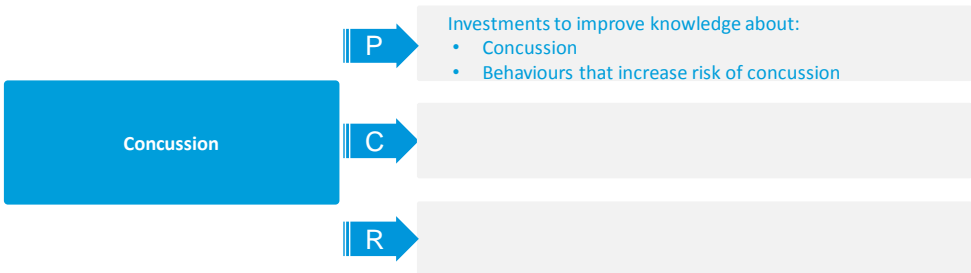 Investments to improve knowledge about:
P
• Concussion
• Behaviours that increase risk of concussion
Concussion
C
R